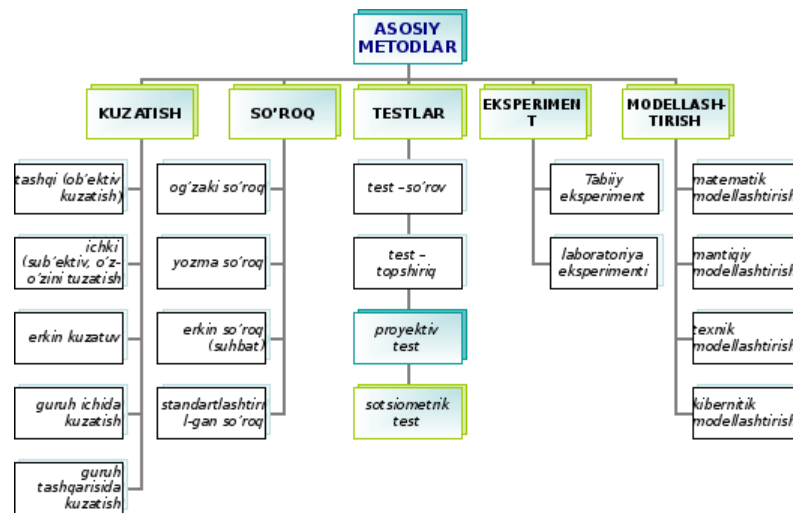 ASOSIY
METODLAR
KUZATISH
SO'ROQ
TESTLAR
EKSPERIMEN
T
MODELLASH-
TIRISH
tashqi (ob'ektiv
kuzatish)
ichki
(sub'ektiv, o'z-
o'zini tuzatish
erkin kuzatuv
guruh ichida
kuzatish
guruh
tashqarisida
kuzatish
og'zaki so'roq
yozma so'roq
erkin so'roq
(suhbat)
standartlashtiri
l-gan so'roq
test –so'rov
test –
topshiriq
proyektiv
test
sotsiometrik
test
Tabiiy
eksperiment
laboratoriya
eksperimenti
matematik
modellashtirish
mantiqiy
modellashtirish
texnik
modellashtirish
kibernitik
modellashtirish